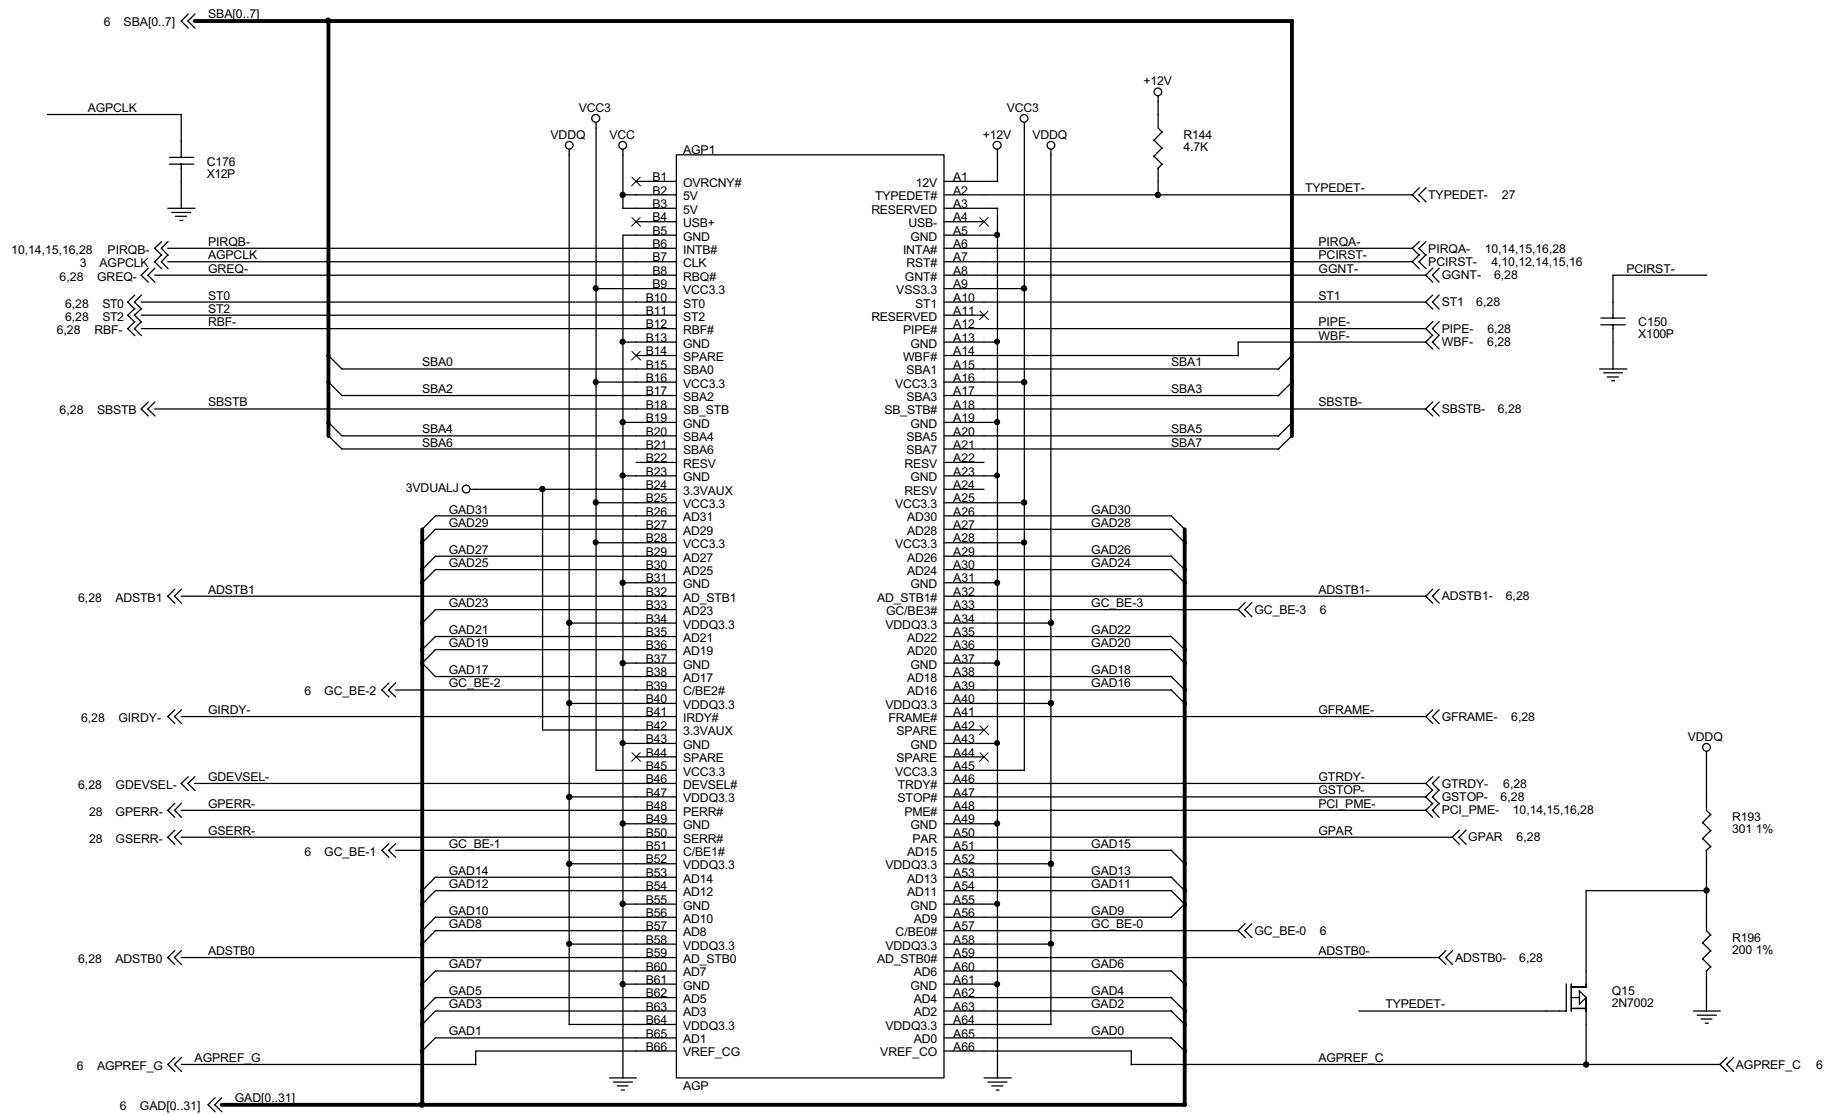 6 SBA[0..7] SBA[0..7]
AGPCLK
C176
X12P
VCC3
VDDQ VCC
VCC3
+12V VDDQ
+12V
R144
4.7K
AGP1
B1 OVRCNY# 12V A1
B2 5V TYPEDET# A2 TYPEDET- TYPEDET- 27
B3 5V RESERVED A3
B4 USB+ USB- A4
B5 GND GND A5
10,14,15,16,28 PIRQB- PIRQB- B6 INTB# INTA# A6 PIRQA- PIRQA- 10,14,15,16,28
3 AGPCLK AGPCLK B7 CLK RST# A7 PCIRST- PCIRST- 4,10,12,14,15,16
6,28 GREQ- GREQ- B8 RBQ# GNT# A8 GGNT- GGNT- 6,28
B9 VCC3.3 VSS3.3 A9
6,28 ST0 ST0 B10 ST0 ST1 A10 ST1 ST1 6,28
6,28 ST2 ST2 B11 ST2 RESERVED A11
6,28 RBF- RBF- B12 RBF# PIPE# A12 PIPE- PIPE- 6,28
B13 GND GND A13
B14 SPARE WBF# A14 WBF- WBF- 6,28
SBA0 B15 SBA0 SBA1 A15 SBA1
B16 VCC3.3 VCC3.3 A16
SBA2 B17 SBA2 SBA3 A17 SBA3
6,28 SBSTB SBSTB B18 SB_STB SB_STB# A18 SBSTB- SBSTB- 6,28
B19 GND GND A19
SBA4 B20 SBA4 SBA5 A20 SBA5
SBA6 B21 SBA6 SBA7 A21 SBA7
B22 RESV RESV A22
B23 GND GND A23
3VDUALJ B24 3.3VAUX RESV A24
B25 VCC3.3 VCC3.3 A25
GAD31 B26 AD31 AD30 A26 GAD30
GAD29 B27 AD29 AD28 A27 GAD28
B28 VCC3.3 VCC3.3 A28
GAD27 B29 AD27 AD26 A29 GAD26
GAD25 B30 AD25 AD24 A30 GAD24
B31 GND GND A31
6,28 ADSTB1 ADSTB1 B32 AD_STB1 AD_STB1# A32 ADSTB1- ADSTB1- 6,28
GAD23 B33 AD23 GC/BE3# A33 GC_BE-3 GC_BE-3 6
B34 VDDQ3.3 VDDQ3.3 A34
GAD21 B35 AD21 AD22 A35 GAD22
GAD19 B36 AD19 AD20 A36 GAD20
B37 GND GND A37
GAD17 B38 AD17 AD18 A38 GAD18
6 GC_BE-2 GC_BE-2 B39 C/BE2# AD16 A39 GAD16
B40 VDDQ3.3 VDDQ3.3 A40
6,28 GIRDY- GIRDY- B41 IRDY# FRAME# A41 GFRAME- GFRAME- 6,28
B42 3.3VAUX SPARE A42
B43 GND GND A43
B44 SPARE SPARE A44
B45 VCC3.3 VCC3.3 A45
6,28 GDEVSEL- GDEVSEL- B46 DEVSEL# TRDY# A46 GTRDY- GTRDY- 6,28
B47 VDDQ3.3 STOP# A47 GSTOP- GSTOP- 6,28
28 GPERR- GPERR- B48 PERR# PME# A48 PCI_PME- PCI_PME- 10,14,15,16,28
B49 GND GND A49
28 GSERR- GSERR- B50 SERR# PAR A50 GPAR GPAR 6,28
6 GC_BE-1 GC_BE-1 B51 C/BE1# AD15 A51 GAD15
B52 VDDQ3.3 VDDQ3.3 A52
GAD14 B53 AD14 AD13 A53 GAD13
GAD12 B54 AD12 AD11 A54 GAD11
B55 GND GND A55
GAD10 B56 AD10 AD9 A56 GAD9
GAD8 B57 AD8 C/BE0# A57 GC_BE-0 GC_BE-0 6
B58 VDDQ3.3 VDDQ3.3 A58
6,28 ADSTB0 ADSTB0 B59 AD_STB0 AD_STB0# A59 ADSTB0- ADSTB0- 6,28
GAD7 B60 AD7 AD6 A60 GAD6
B61 GND GND A61
GAD5 B62 AD5 AD4 A62 GAD4
GAD3 B63 AD3 AD2 A63 GAD2
B64 VDDQ3.3 VDDQ3.3 A64
GAD1 B65 AD1 AD0 A65 GAD0
6 AGPREF_G AGPREF_G B66 VREF_CG VREF_CO A66 AGPREF_C AGPREF_C 6
AGP
6 GAD[0..31] GAD[0..31]
PCIRST-
C150
X100P
VDDQ
R193
301 1%
R196
200 1%
TYPEDET-
Q15
2N7002